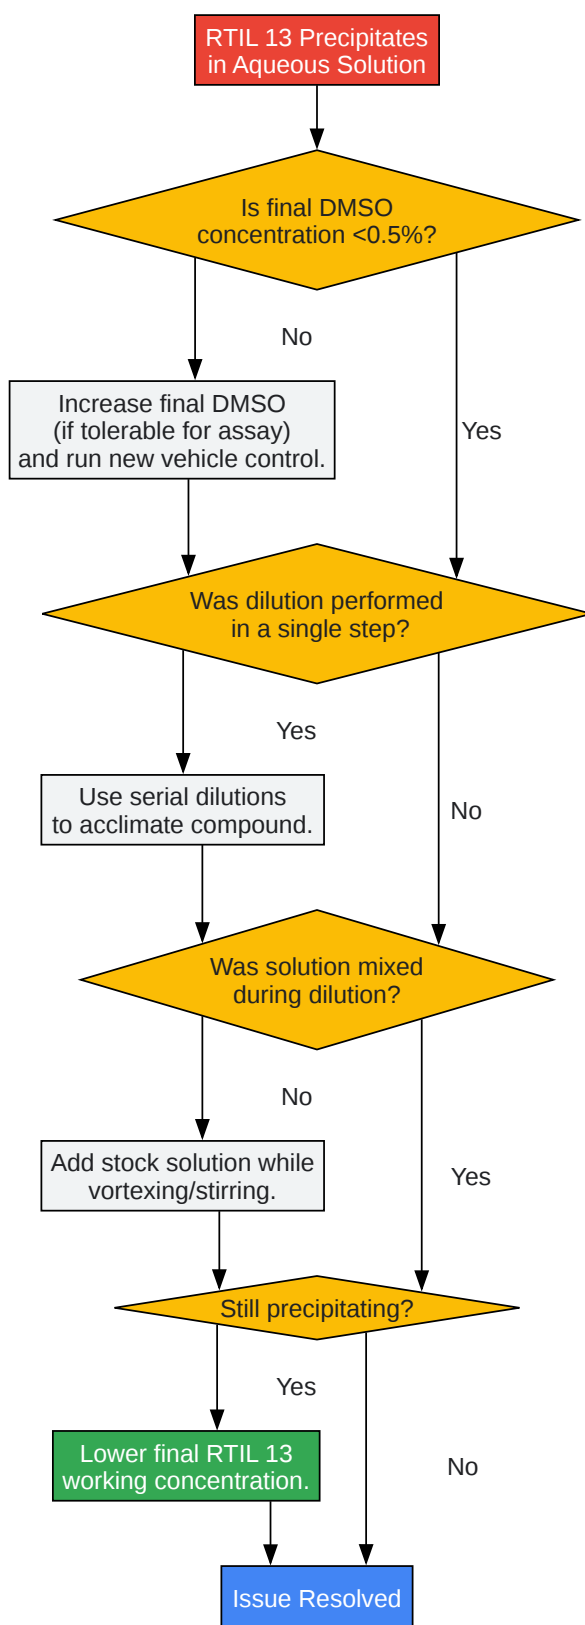 RTIL 13 Precipitates
in Aqueous Solution
Is final DMSO
concentration <0.5%?
No
Increase final DMSO
(if tolerable for assay)
and run new vehicle control.
Yes
Was dilution performed
in a single step?
Yes
Use serial dilutions
to acclimate compound.
No
Was solution mixed
during dilution?
No
Add stock solution while
vortexing/stirring.
Yes
Still precipitating?
Yes
Lower final RTIL 13
working concentration.
No
Issue Resolved